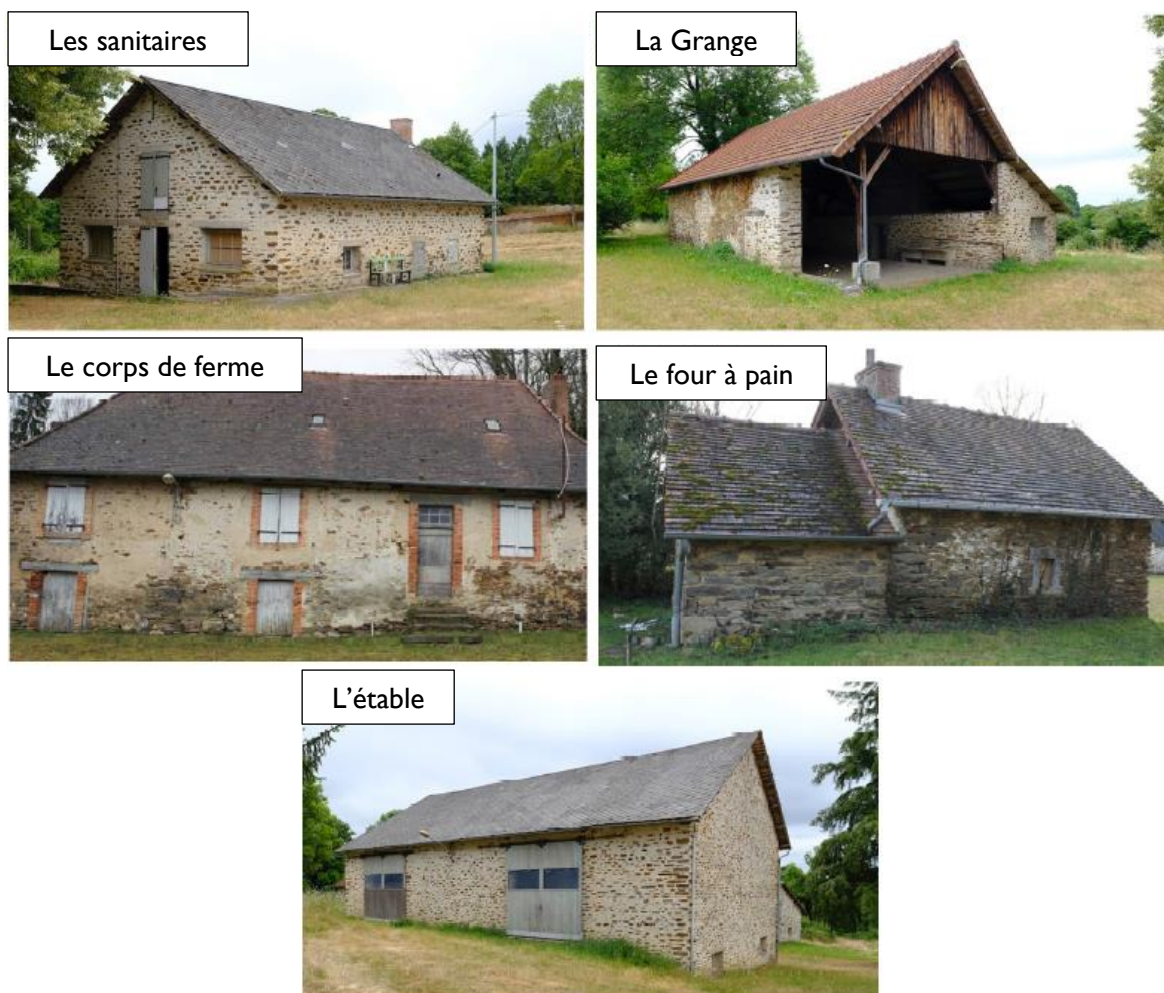 Les sanitaires
La Grange
Le corps de ferme
Le four à pain
L’étable